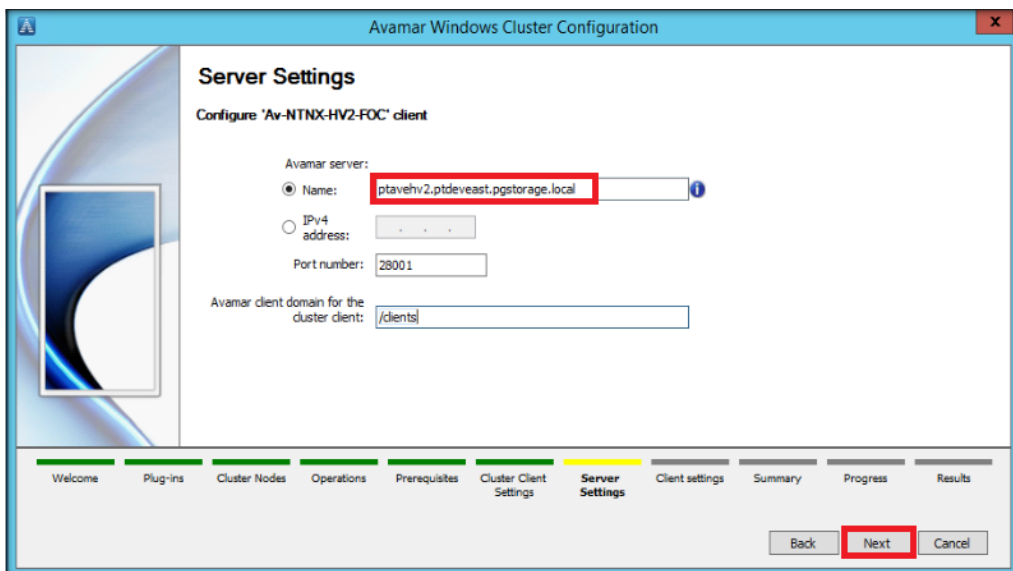 Avamar Windows Cluster Configuration
x
Server Settings
Configure 'Av-NTNX-HV2-FOC' client
Avamar server:
Name: ptavehv2.ptdeveast.pgstorage.local
IPv4
address: . . .
Port number: 28001
Avamar client domain for the
cluster client: /clients
Welcome Plug-ins Cluster Nodes Operations Prerequisites Cluster Client Server Client settings Summary Progress Results
Settings Settings
Back Next Cancel